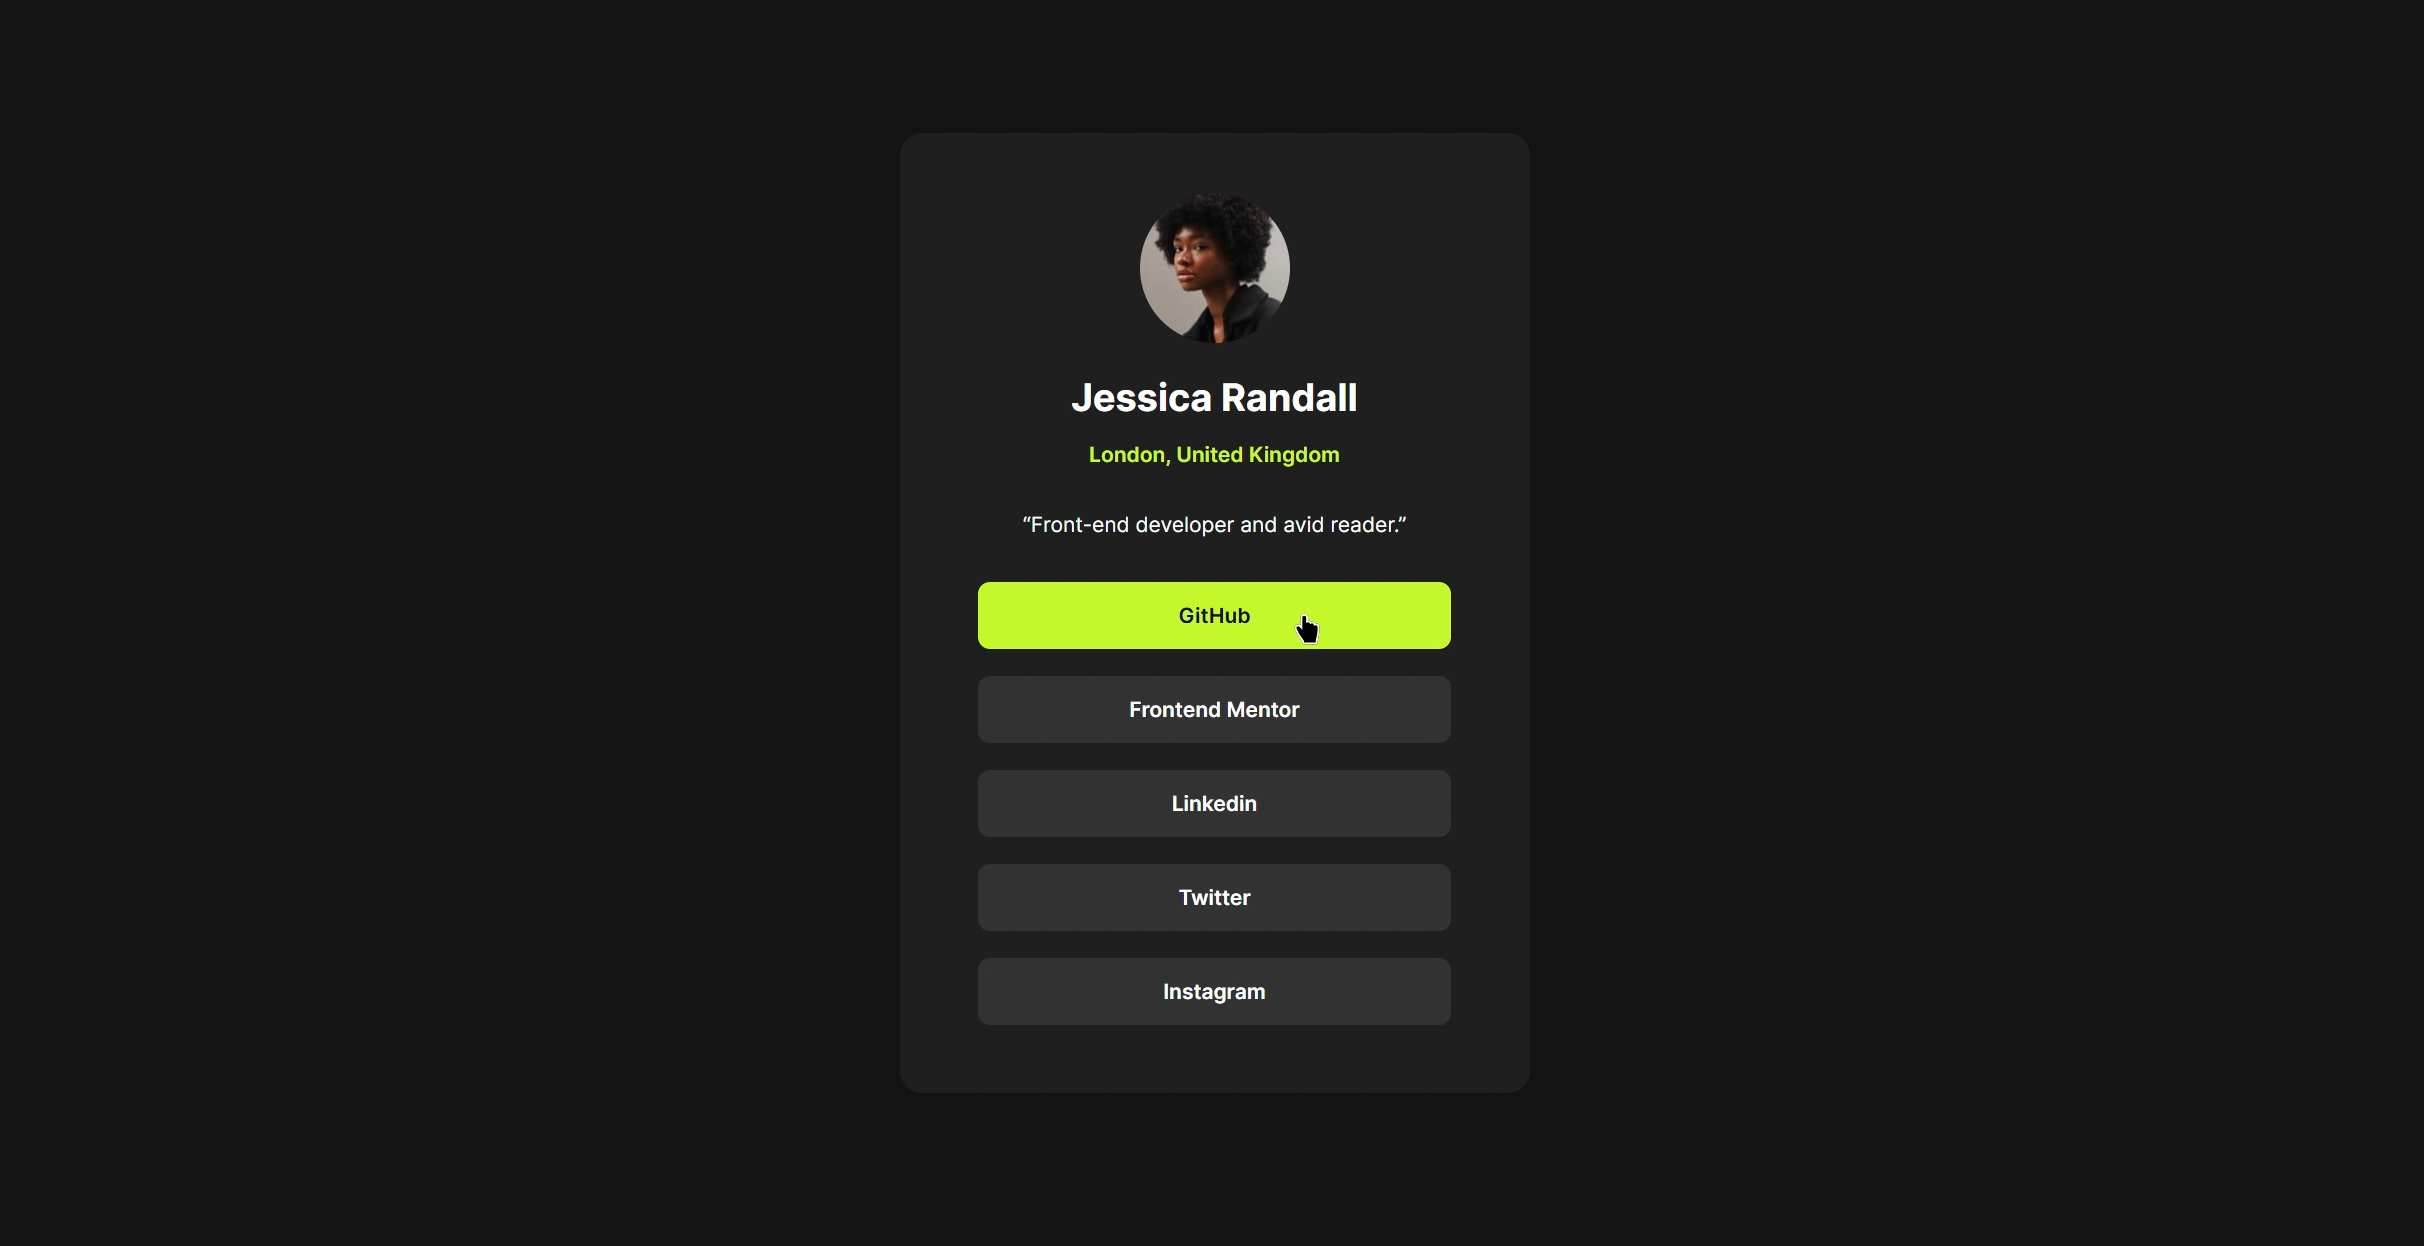 Jessica Randall
London, United Kingdom
“Front-end developer and avid reader.”
GitHub
Frontend Mentor
Linkedin
Twitter
Instagram